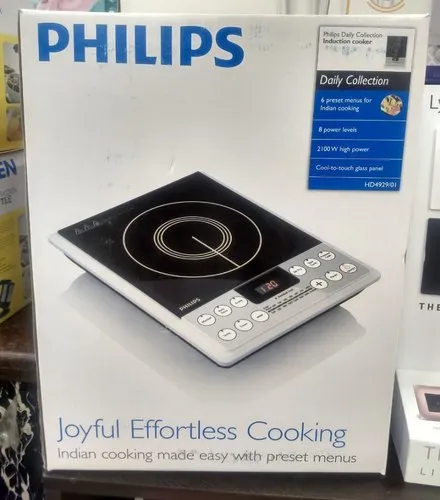 PHILIPS
Philips Daily Collection
Induction cooker
Daily Collection
6 preset menus for
Indian cooking
8 power levels
2100 W high power
Cool-to-touch glass panel
HD4929/01
PHILIPS
Joyful Effortless Cooking
Indian cooking made easy with preset menus
EN
THE